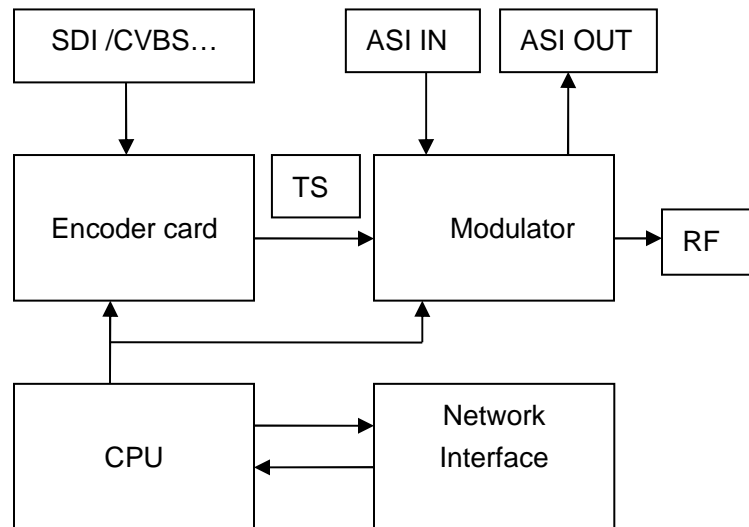 SDI /CVBS…
ASI IN
ASI OUT
TS
Encoder card
Modulator
RF
CPU
Network
Interface